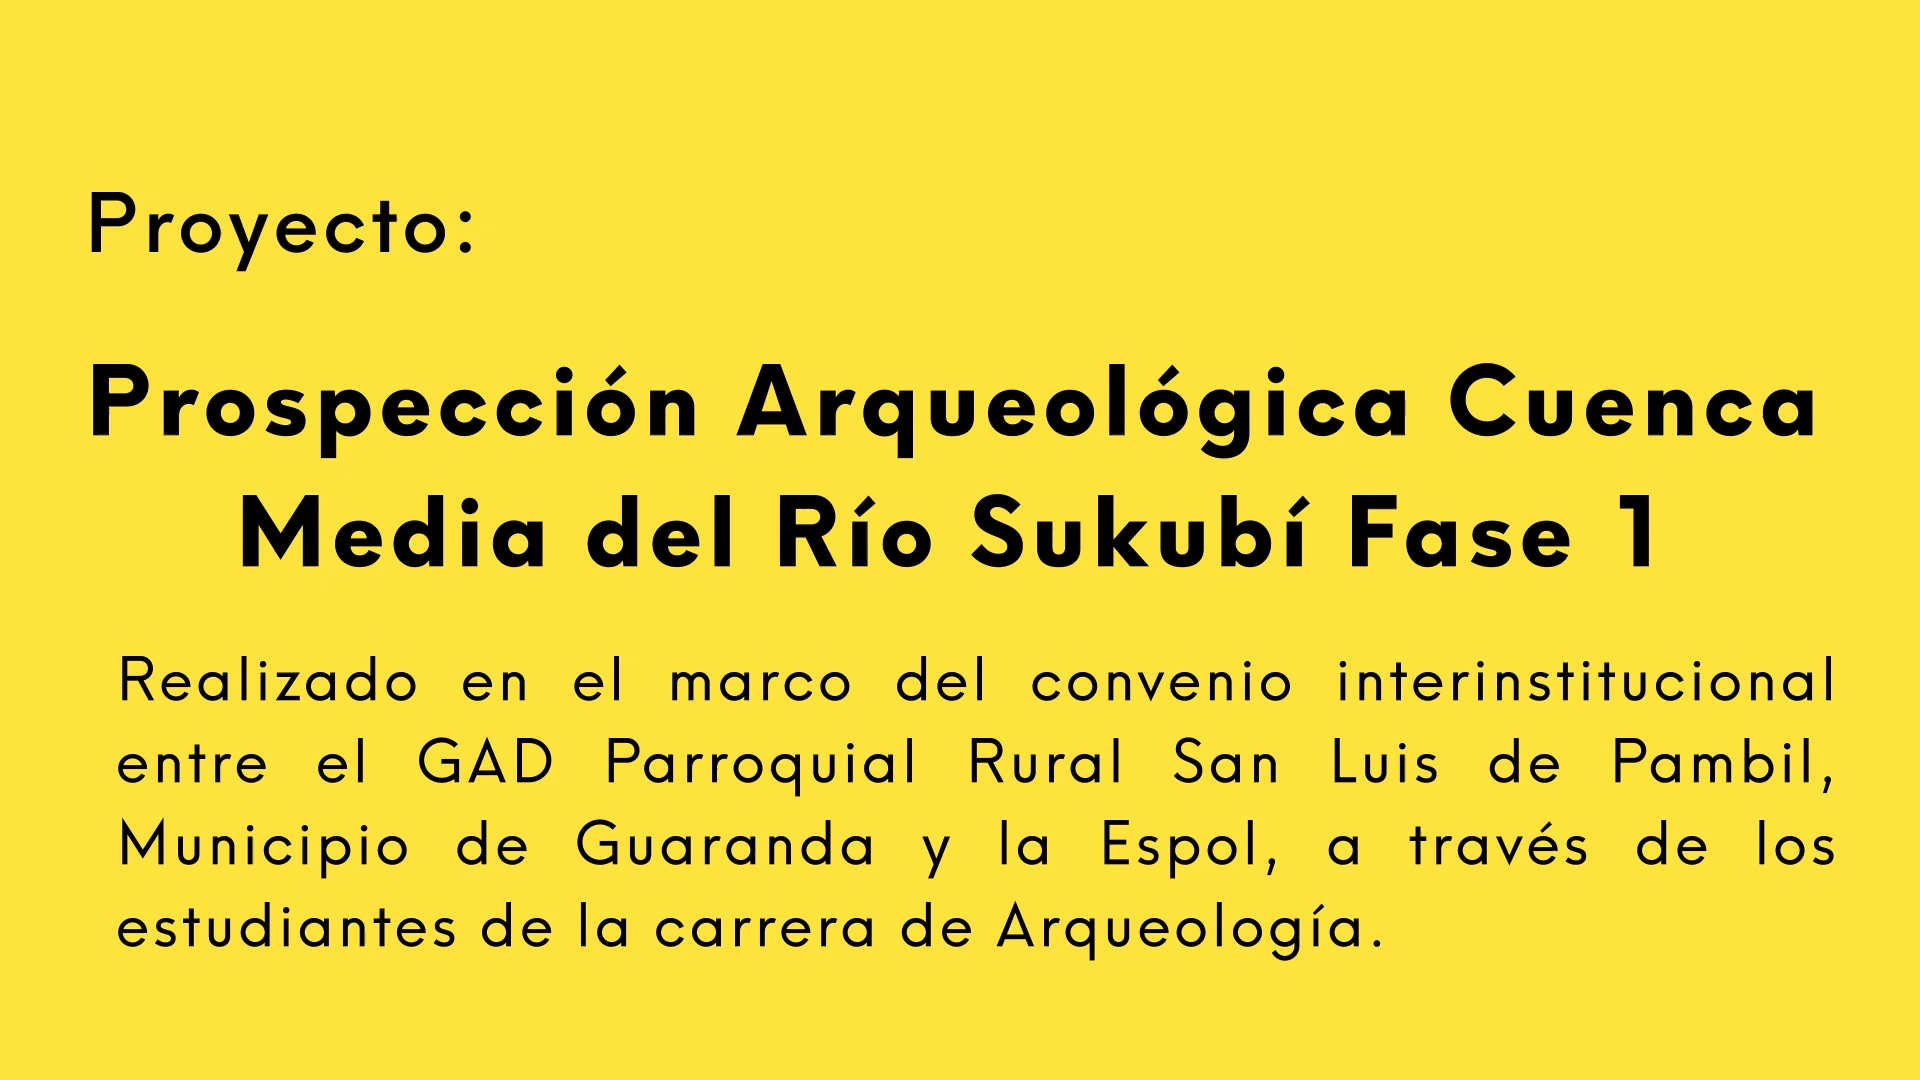 Proyecto:
Prospección Arqueológica Cuenca
Media del Río Sukubí Fase 1
Realizado en el marco del convenio interinstitucional
entre el GAD Parroquial Rural San Luis de Pambil,
Municipio de Guaranda y la Espol, a través de los
estudiantes de la carrera de Arqueología.